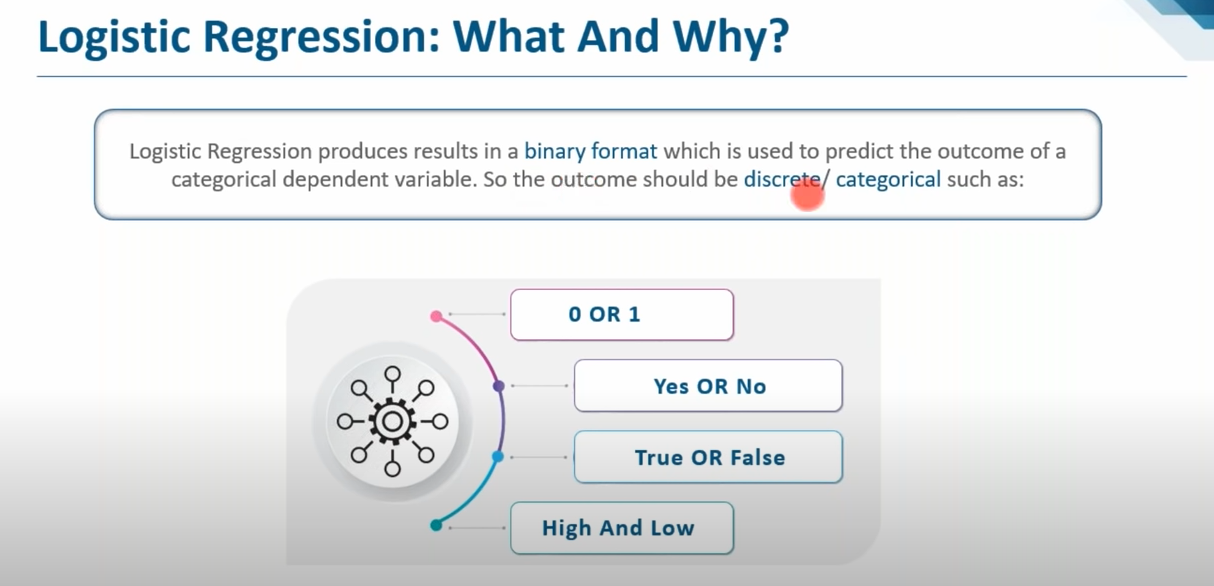 Logistic Regression: What And Why?
Logistic Regression produces results in a binary format which is used to predict the outcome of a
categorical dependent variable. So the outcome should be discrete/ categorical such as:
0 OR 1
Yes OR No
True OR False
High And Low